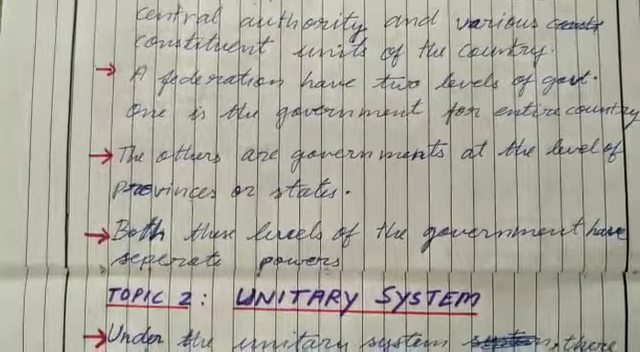 central authority and various
constituent units of the country.
→ A federation have two levels of govt.
One is the government for entire country
→ The others are governments at the level of
provinces or states.
→ Both these levels of the government have
seperate powers
TOPIC 2: UNITARY SYSTEM
→ Under the unitary system, there